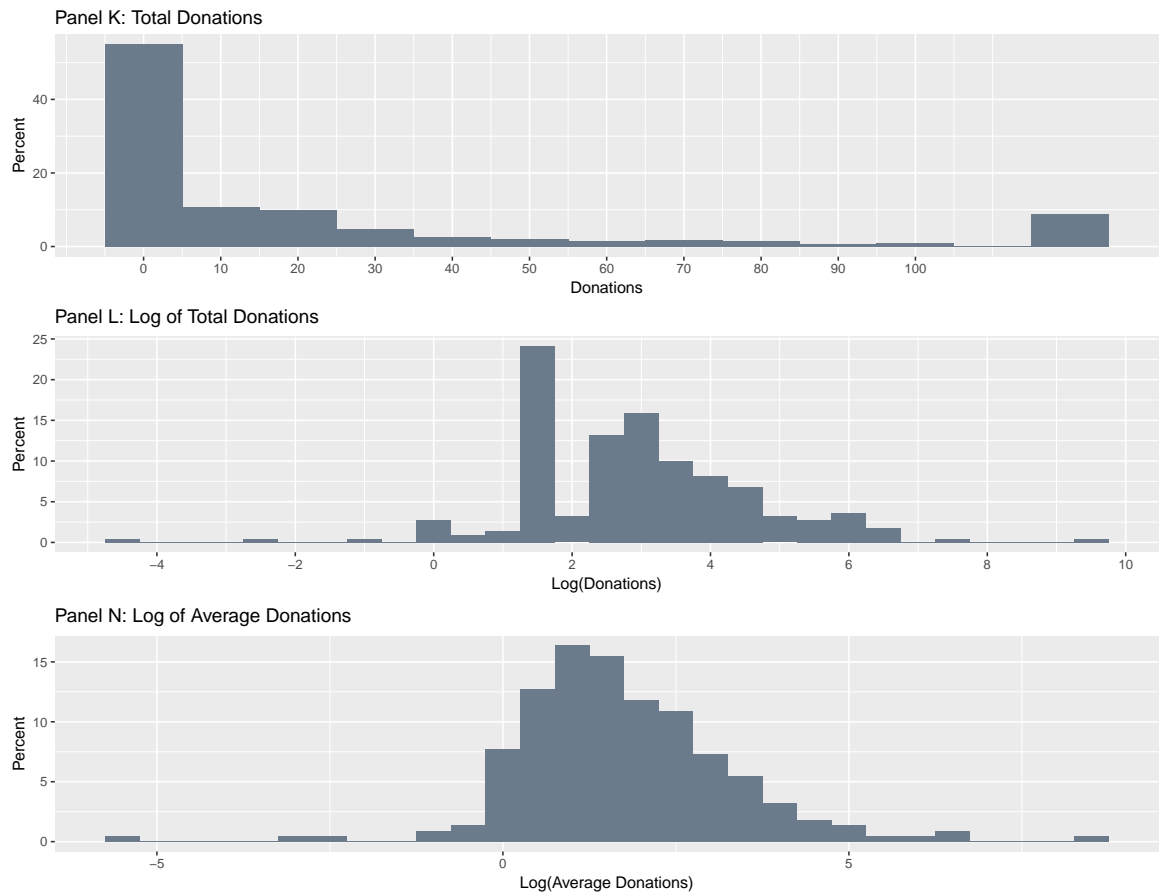 Panel K: Total Donations
Percent
40
20
0
0 10 20 30 40 50 60 70 80 90 100
Donations
Panel L: Log of Total Donations
Percent
25
20
15
10
5
0
−4 −2 0 2 4 6 8 10
Log(Donations)
Panel N: Log of Average Donations
Percent
15
10
5
0
−5 0 5
Log(Average Donations)